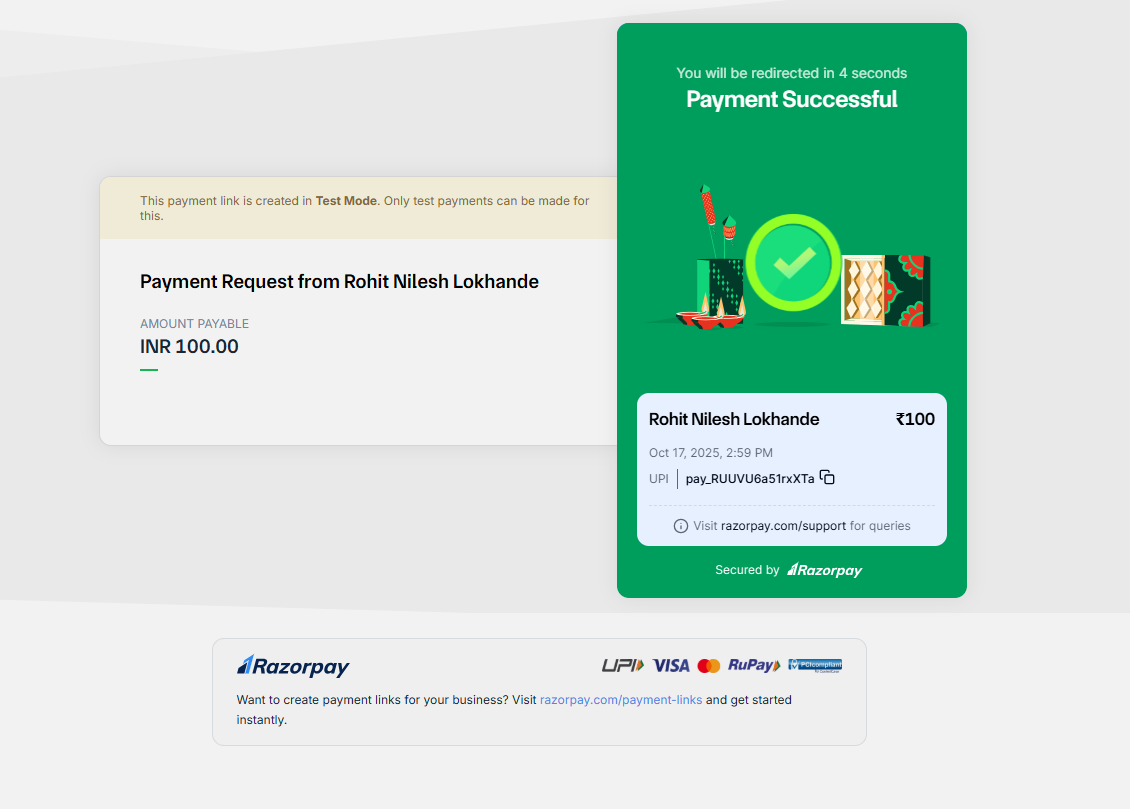 This payment link is created in Test Mode. Only test payments can be made for
this.
Payment Request from Rohit Nilesh Lokhande
AMOUNT PAYABLE
INR 100.00
You will be redirected in 4 seconds
Payment Successful
Rohit Nilesh Lokhande ₹100
Oct 17, 2025, 2:59 PM
UPI pay_RUUVU6a51rxXTa
Visit razorpay.com/support for queries
Secured by Razorpay
Razorpay UPI VISA RuPay PCI compliant
Want to create payment links for your business? Visit razorpay.com/payment-links and get started
instantly.